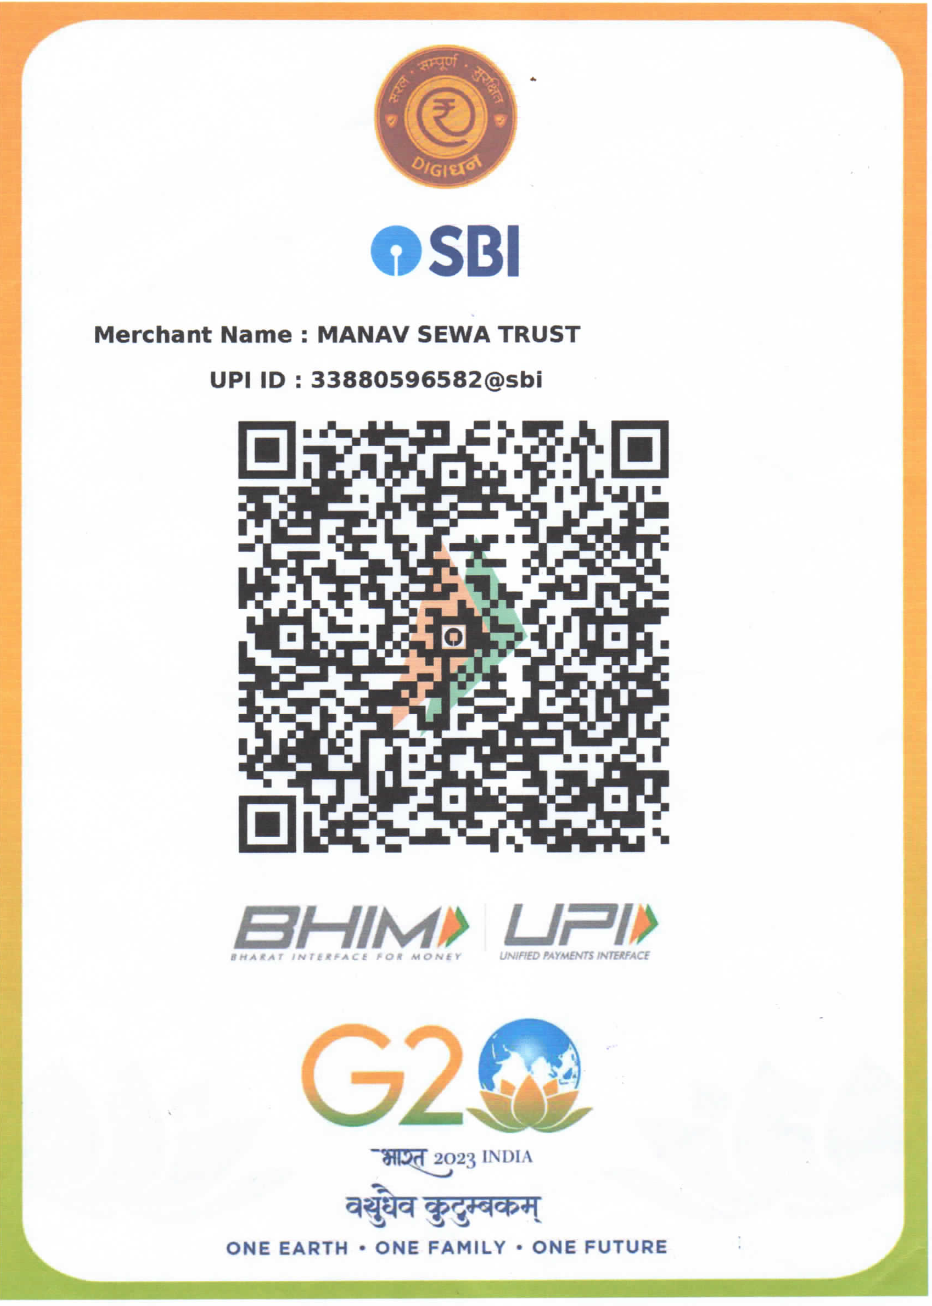 सरल · सम्पूर्ण · सुरक्षित
DIGIधन
SBI
Merchant Name : MANAV SEWA TRUST
UPI ID : 33880596582@sbi
BHIM UPI
BHARAT INTERFACE FOR MONEY UNIFIED PAYMENTS INTERFACE
G20
भारत 2023 INDIA
वसुधैव कुटुम्बकम्
ONE EARTH • ONE FAMILY • ONE FUTURE